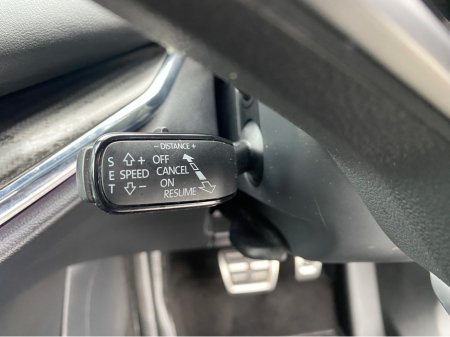 - DISTANCE +
S E T
+ SPEED -
OFF
CANCEL
ON
RESUME